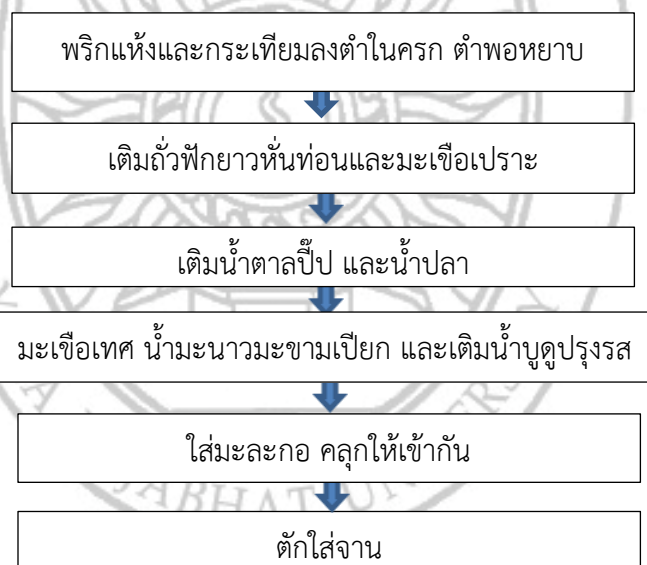 พริกแห้งและกระเทียมลงตำในครก ตำพอหยาบ
เติมถั่วฟักยาวหั่นท่อนและมะเขือเปราะ
เติมน้ำตาลปี๊ป และน้ำปลา
มะเขือเทศ น้ำมะนาวมะขามเปียก และเติมน้ำบูดูปรุงรส
ใส่มะละกอ คลุกให้เข้ากัน
JABHAT UN
ตักใส่จาน